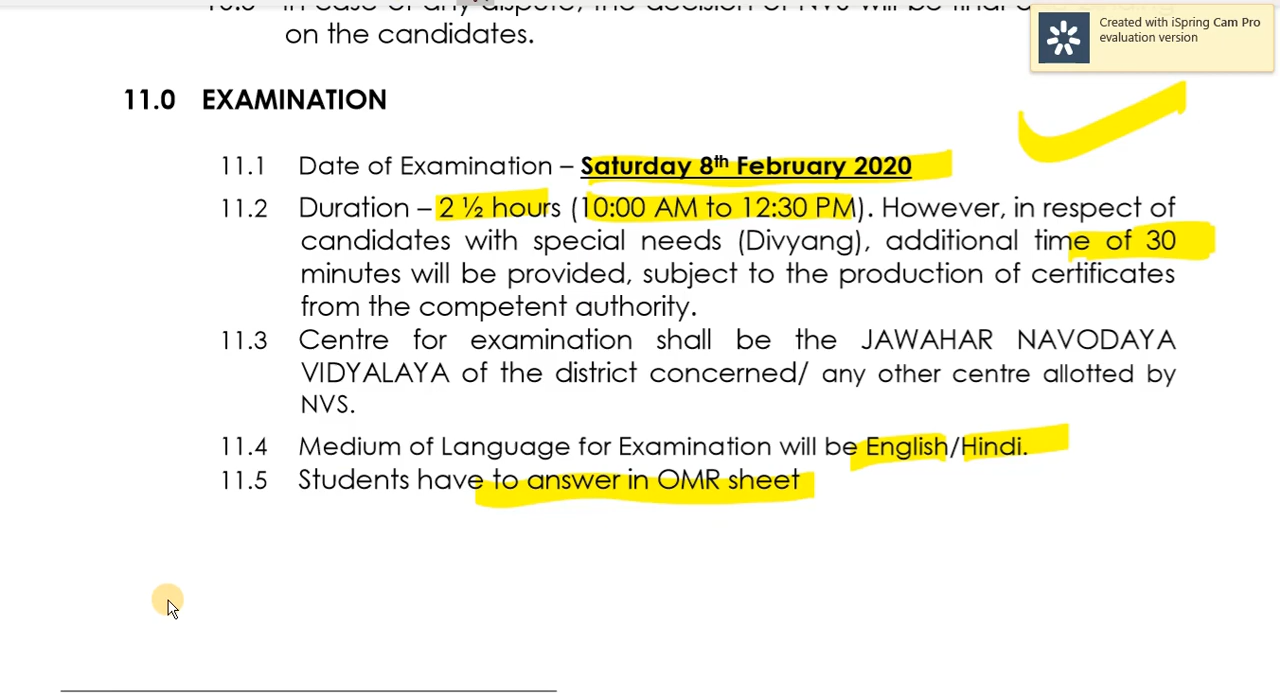 on the candidates.
Created with iSpring Cam Pro
evaluation version
11.0 EXAMINATION
11.1 Date of Examination – Saturday 8th February 2020
11.2 Duration – 2 ½ hours (10:00 AM to 12:30 PM). However, in respect of
candidates with special needs (Divyang), additional time of 30
minutes will be provided, subject to the production of certificates
from the competent authority.
11.3 Centre for examination shall be the JAWAHAR NAVODAYA
VIDYALAYA of the district concerned/ any other centre allotted by
NVS.
11.4 Medium of Language for Examination will be English/Hindi.
11.5 Students have to answer in OMR sheet